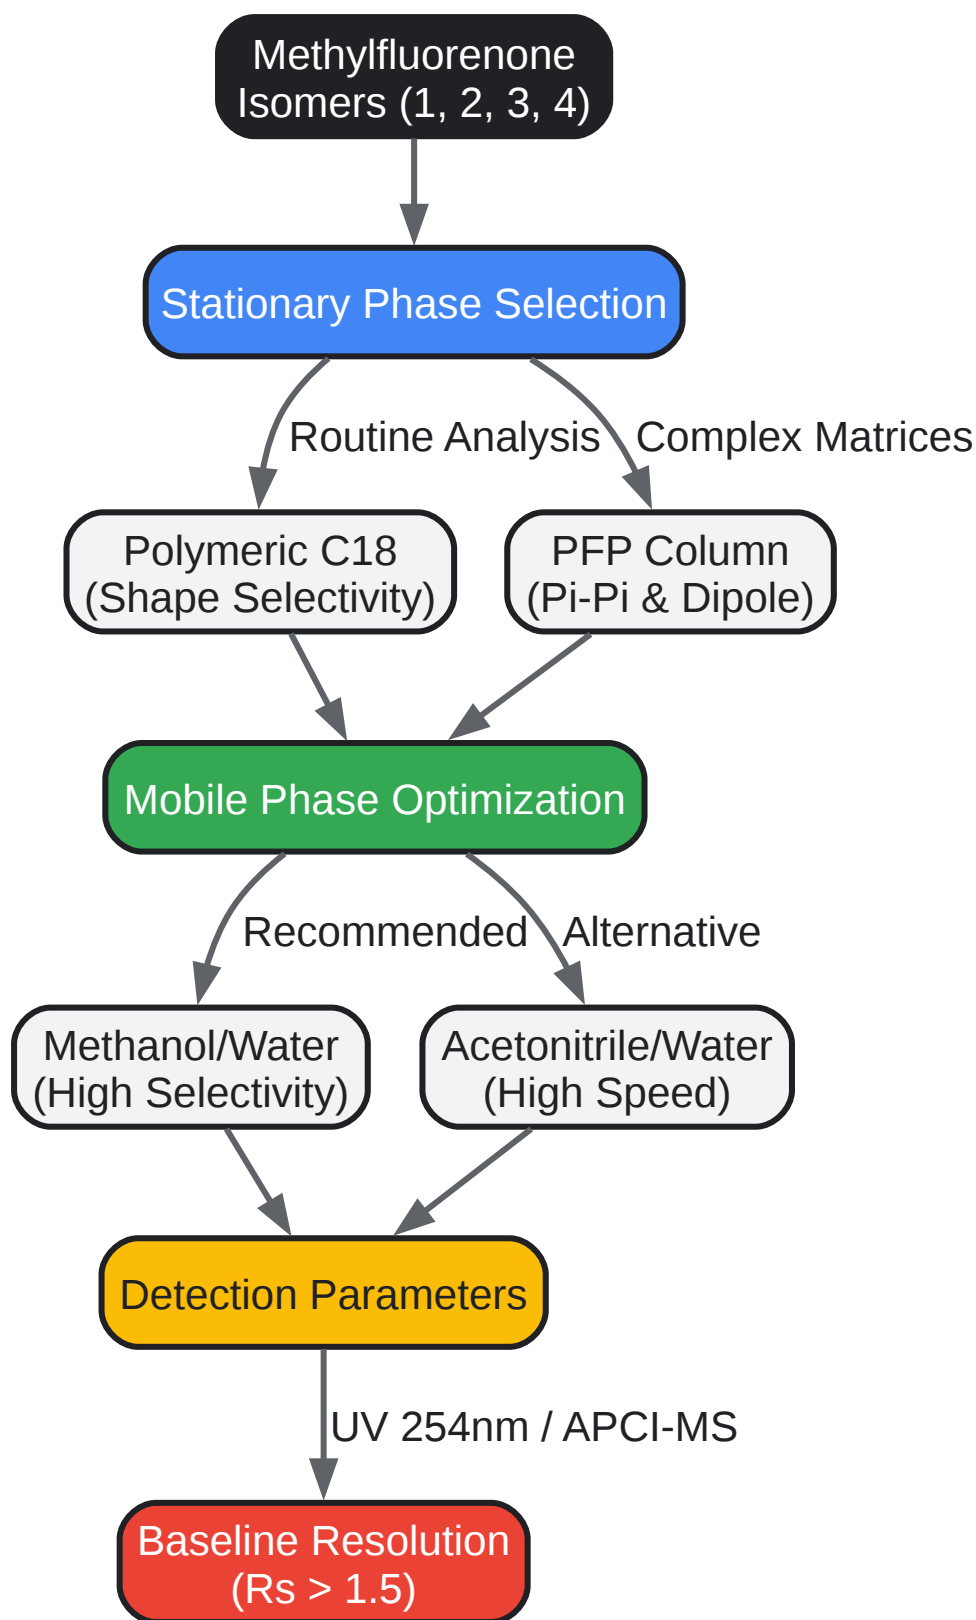 Methylfluorenone
Isomers (1, 2, 3, 4)
Stationary Phase Selection
Routine Analysis
Complex Matrices
Polymeric C18
(Shape Selectivity)
PFP Column
(Pi-Pi & Dipole)
Mobile Phase Optimization
Recommended
Alternative
Methanol/Water
(High Selectivity)
Acetonitrile/Water
(High Speed)
Detection Parameters
UV 254nm / APCI-MS
Baseline Resolution
(Rs > 1.5)